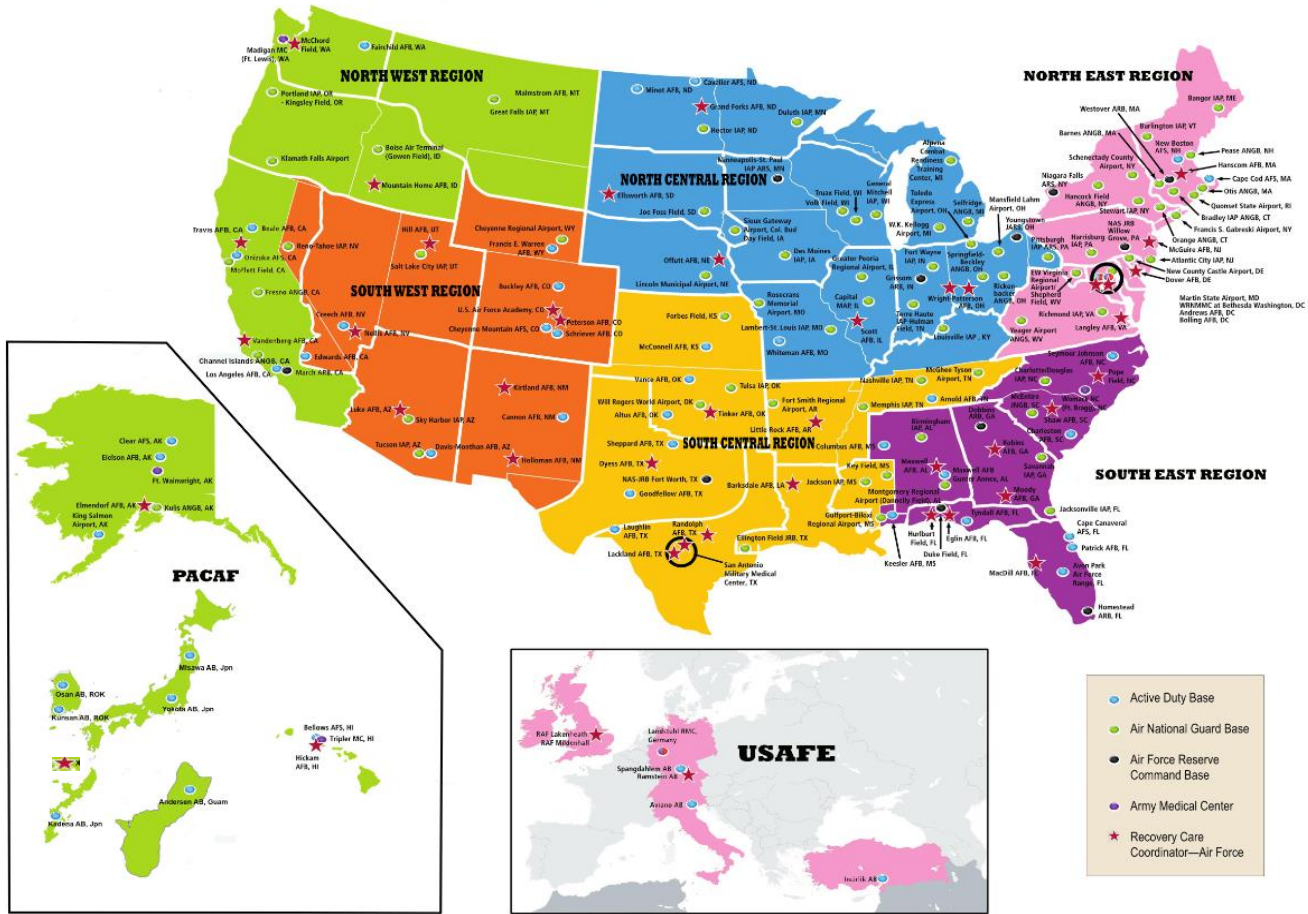 NORTH WEST REGION
Madigan MC
(Ft. Lewis), WA
McChord
Field, WA
Fairchild AFB, WA
Portland IAP, OR
- Kingsley Field, OR
Malmstrom AFB, MT
Great Falls IAP, MT
Boise Air Terminal
(Gowen Field), ID
Klamath Falls Airport
Mountain Home AFB, ID
Travis AFB, CA
Beale AFB, CA
Onizuka AFS, CA
Moffett Field, CA
Fresno ANGB, CA
Vandenberg AFB, CA
Channel Islands ANGB, CA
Los Angeles AFB, CA
March ARB, CA
Edwards AFB, CA
SOUTH WEST REGION
Reno-Tahoe IAP, NV
Hill AFB, UT
Salt Lake City IAP, UT
Cheyenne Regional Airport, WY
Francis E. Warren
AFB, WY
Buckley AFB, CO
U.S. Air Force Academy, CO
Peterson AFB, CO
Cheyenne Mountain AFS, CO
Schriever AFB, CO
Creech AFB, NV
Nellis AFB, NV
Kirtland AFB, NM
Luke AFB, AZ
Sky Harbor IAP, AZ
Cannon AFB, NM
Tucson IAP, AZ
Davis-Monthan AFB, AZ
Holloman AFB, NM
NORTH CENTRAL REGION
Cavalier AFS, ND
Minot AFB, ND
Grand Forks AFB, ND
Hector IAP, ND
Duluth IAP, MN
Minneapolis-St. Paul
IAP ARS, MN
Ellsworth AFB, SD
Joe Foss Field, SD
Truax Field, WI
Volk Field, WI
General
Mitchell
IAP, WI
Alpena
Combat
Readiness
Training
Center, MI
Toledo
Express
Airport, OH
Selfridge
ANGB, MI
W.K. Kellogg
Airport, MI
Mansfield Lahm
Airport, OH
Youngstown
JARB, OH
Sioux Gateway
Airport, Col. Bud
Day Field, IA
Des Moines
IAP, IA
Offutt AFB, NE
Lincoln Municipal Airport, NE
Greater Peoria
Regional Airport, IL
Capital
MAP, IL
Fort Wayne
IAP, IN
Grissom
ARB, IN
Springfield-
Beckley
ANGB, OH
Ricken-
backer
ANGB, OH
Wright-Patterson
AFB, OH
Terre Haute
IAP-Hulman
Field, TN
Scott
AFB, IL
Louisville IAP , KY
Rosecrans
Memorial
Airport, MO
Lambert-St. Louis IAP, MO
Whiteman AFB, MO
SOUTH CENTRAL REGION
Forbes Field, KS
McConnell AFB, KS
Vance AFB, OK
Tulsa IAP, OK
Will Rogers World Airport, OK
Altus AFB, OK
Tinker AFB, OK
Fort Smith Regional
Airport, AR
Little Rock AFB, AR
Sheppard AFB, TX
Dyess AFB, TX
NAS-JRB Fort Worth, TX
Goodfellow AFB, TX
Laughlin
AFB, TX
Randolph
AFB, TX
Lackland AFB, TX
San Antonio
Military Medical
Center, TX
Ellington Field JRB, TX
Barksdale AFB, LA
Nashville IAP, TN
McGhee Tyson
Airport, TN
Memphis IAP, TN
Arnold AFB, TN
Columbus AFB, MS
Key Field, MS
Jackson IAP, MS
Gulfport-Biloxi
Regional Airport, MS
Keesler AFB, MS
NORTH EAST REGION
Bangor IAP, ME
Westover ARB, MA
Barnes ANGB, MA
Burlington IAP, VT
New Boston
AFS, NH
Pease ANGB, NH
Hanscom AFB, MA
Cape Cod AFS, MA
Otis ANGB, MA
Quonset State Airport, RI
Bradley IAP ANGB, CT
Francis S. Gabreski Airport, NY
Orange ANGB, CT
McGuire AFB, NJ
Atlantic City IAP, NJ
New County Castle Airport, DE
Dover AFB, DE
Schenectady County
Airport, NY
Niagara Falls
ARS, NY
Hancock Field
ANGB, NY
Stewart IAP, NY
NAS JRB
Willow
Grove, PA
Harrisburg
IAP, PA
Pittsburgh
IAP ARS, PA
EW Virginia
Regional
Airport/
Shepherd
Field, WV
Martin State Airport, MD
WRNMMC at Bethesda Washington, DC
Andrews AFB, DC
Bolling AFB, DC
Richmond IAP, VA
Langley AFB, VA
Yeager Airport
ANGS, WV
SOUTH EAST REGION
Seymour Johnson
AFB, NC
Charlotte/Douglas
IAP, NC
Pope
Field, NC
Womack MC
(Ft. Bragg), NC
McEntire
JNGB, SC
Shaw AFB, SC
Charleston
AFB, SC
Dobbins
ARB, GA
Birmingham
IAP, AL
Robins
AFB, GA
Savannah
IAP, GA
Moody
AFB, GA
Maxwell
AFB, AL
Maxwell AFB
Gunter Annex, AL
Montgomery Regional
Airport (Dannelly Field), AL
Tyndall AFB, FL
Hurlburt
Field, FL
Eglin AFB, FL
Duke Field, FL
Jacksonville IAP, FL
Cape Canaveral
AFS, FL
Patrick AFB, FL
Avon Park
Air Force
Range, FL
MacDill AFB, FL
Homestead
ARB, FL
PACAF
Clear AFS, AK
Eielson AFB, AK
Ft. Wainwright, AK
Elmendorf AFB, AK
Kulis ANGB, AK
King Salmon
Airport, AK
Misawa AB, Jpn
Osan AB, ROK
Yokota AB, Jpn
Kunsan AB, ROK
Bellows AFS, HI
Tripler MC, HI
Hickam
AFB, HI
Andersen AB, Guam
Kadena AB, Jpn
USAFE
RAF Lakenheath
RAF Mildenhall
Landstuhl RMC,
Germany
Spangdahlem AB
Ramstein AB
Aviano AB
Incirlik AB
Active Duty Base
Air National Guard Base
Air Force Reserve
Command Base
Army Medical Center
Recovery Care
Coordinator—Air Force